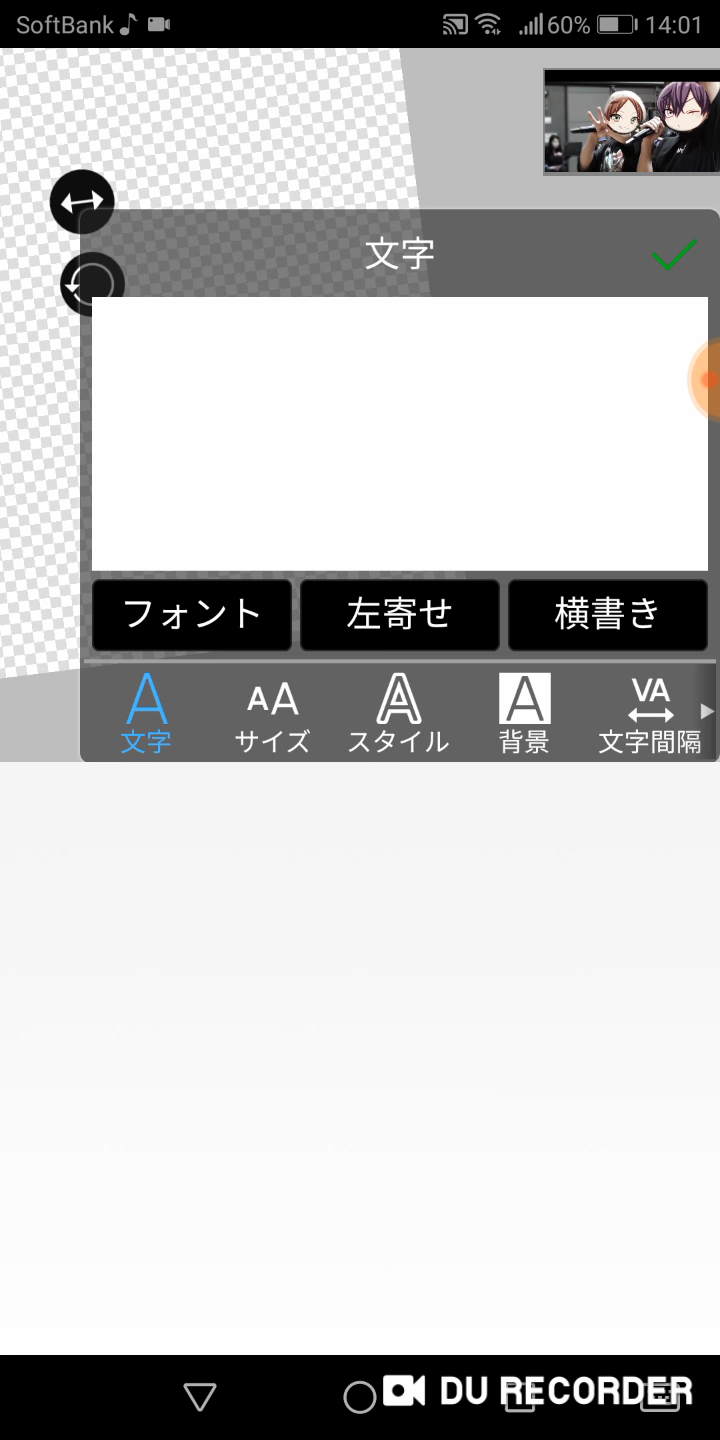 SoftBank 60% 14:01
文字
フォント 左寄せ 横書き
A AA A A VA
文字 サイズ スタイル 背景 文字間隔
DU RECORDER